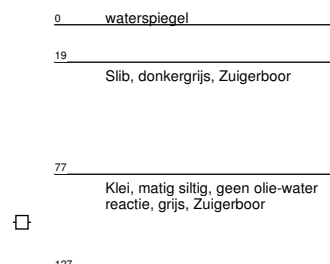 0 waterspiegel
19
Slib, donkergrijs, Zuigerboor
77
Klei, matig siltig, geen olie-water
reactie, grijs, Zuigerboor
127